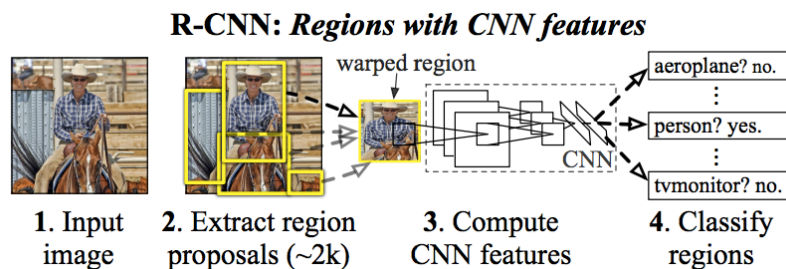 R-CNN: Regions with CNN features
warped region
aeroplane? no.
⋮
person? yes.
⋮
tvmonitor? no.
CNN
1. Input
image
2. Extract region
proposals (~2k)
3. Compute
CNN features
4. Classify
regions